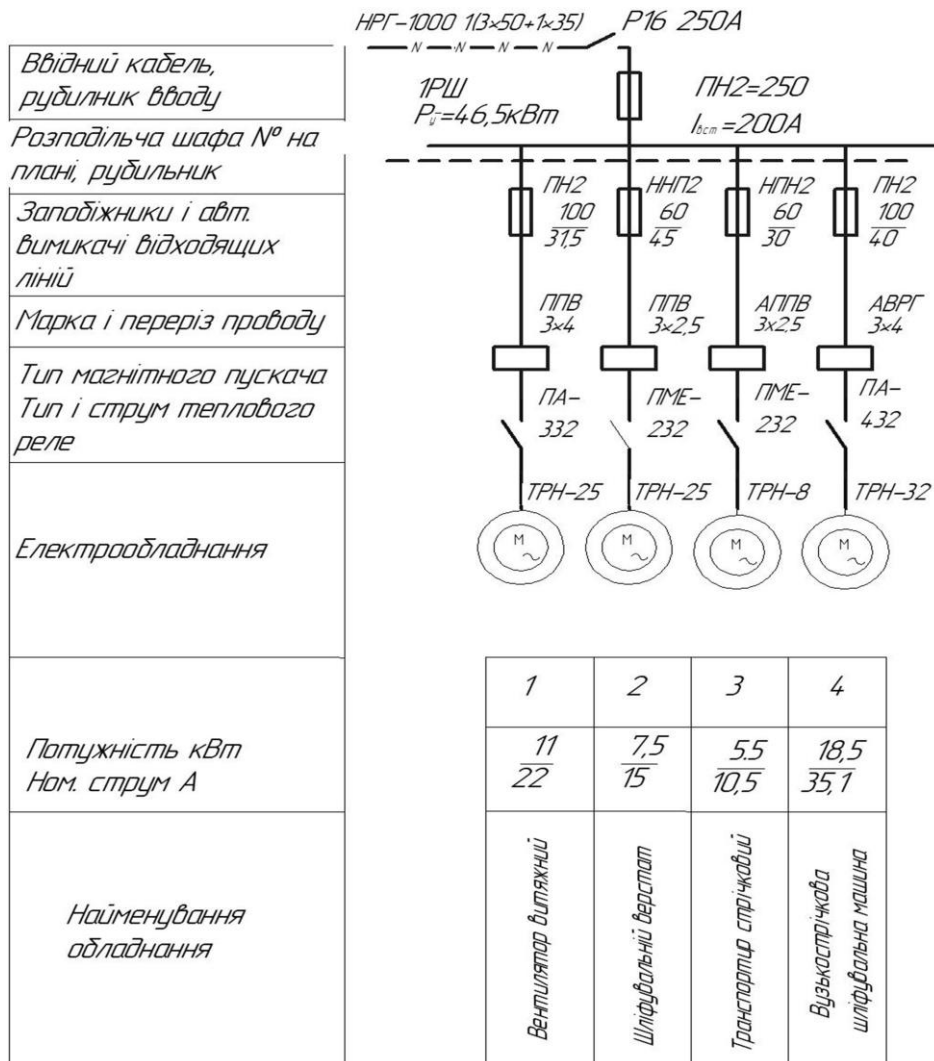 НРГ-1000 1(3×50+1×35)
Р16 250А
N N N N
Ввідний кабель,
рубилник вводу
1РШ
Рᵤ=46,5кВт
ПН2=250
Iвст=200А
Розподільча шафа № на
плані, рубильник
Запобіжники і авт.
вимикачі відходящих
ліній
ПН2
100
31,5
ННП2
60
45
НПН2
60
30
ПН2
100
40
Марка і переріз проводу
ППВ
3×4
ППВ
3×2,5
АППВ
3×2,5
АВРГ
3×4
Тип магнітного пускача
Тип і струм теплового
реле
ПА-
332
ПМЕ-
232
ПМЕ-
232
ПА-
432
ТРН-25
ТРН-25
ТРН-8
ТРН-32
Електрообладнання
М
М
М
М
1
2
3
4
Потужність кВт
Ном. струм А
11
22
7,5
15
5.5
10,5
18,5
35,1
Найменування
обладнання
Вентилятор витяжний
Шліфувальній верстат
Транспортир стрічковий
Вузькострічкова
шліфувальна машина